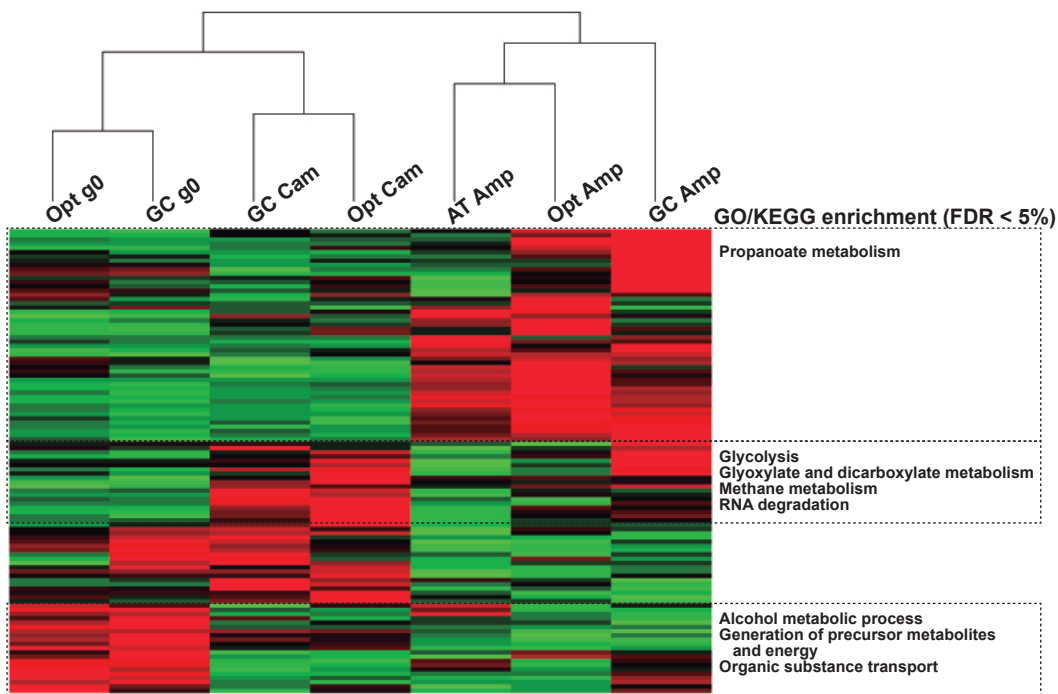 Opt g0
GC g0
GC Cam
Opt Cam
AT Amp
Opt Amp
GC Amp
GO/KEGG enrichment (FDR < 5%)
Propanoate metabolism
Glycolysis
Glyoxylate and dicarboxylate metabolism
Methane metabolism
RNA degradation
Alcohol metabolic process
Generation of precursor metabolites
and energy
Organic substance transport